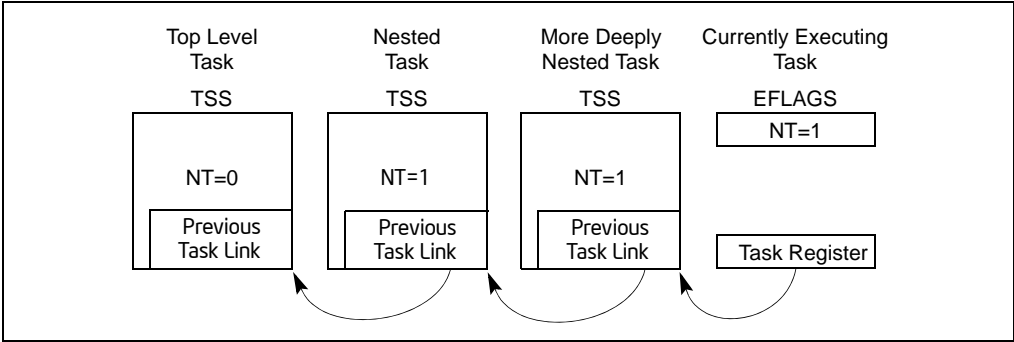 Top Level
Task
TSS
NT=0
Previous
Task Link
Nested
Task
TSS
NT=1
Previous
Task Link
More Deeply
Nested Task
TSS
NT=1
Previous
Task Link
Currently Executing
Task
EFLAGS
NT=1
Task Register